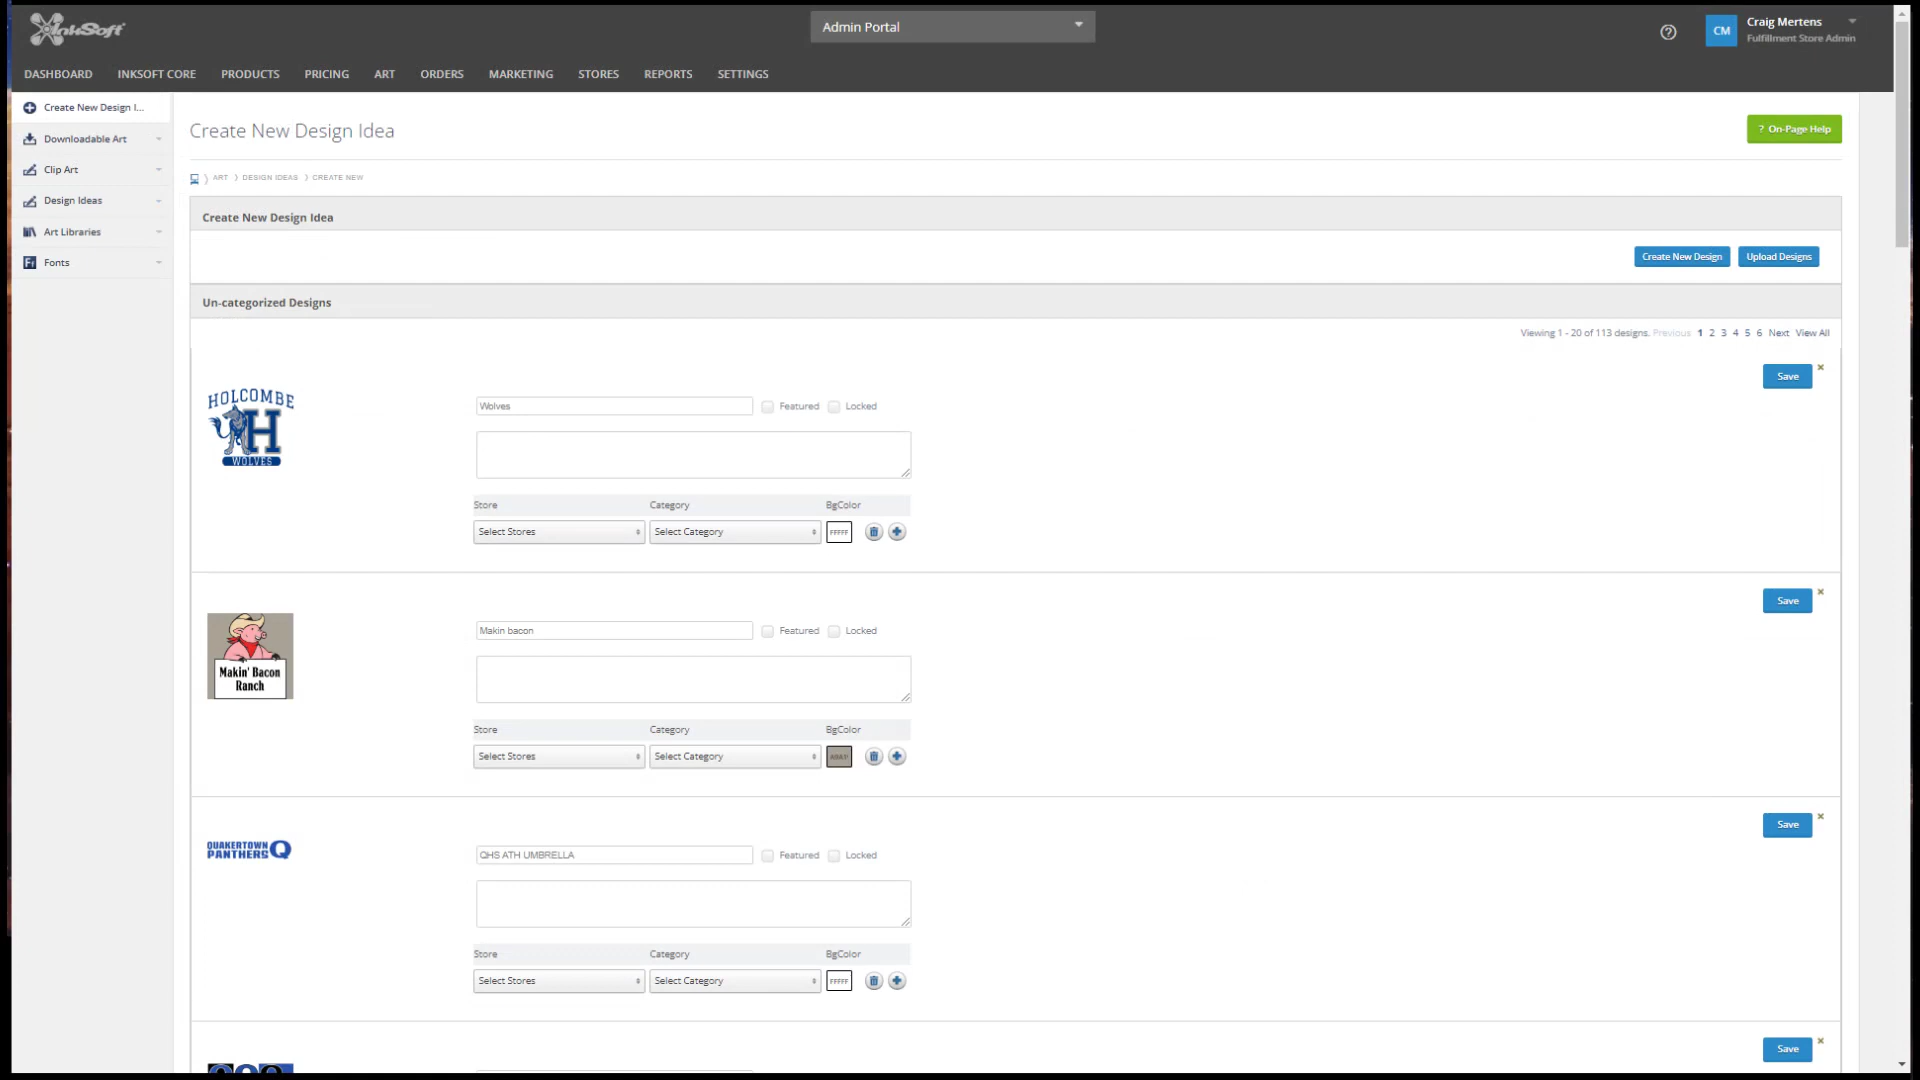 InkSoft
Admin Portal
CM
Craig Mertens
Fulfillment Store Admin
DASHBOARD INKSOFT CORE PRODUCTS PRICING ART ORDERS MARKETING STORES REPORTS SETTINGS
Create New Design I...
Downloadable Art
Clip Art
Design Ideas
Art Libraries
Fonts
Create New Design Idea
? On-Page Help
ART DESIGN IDEAS CREATE NEW
Create New Design Idea
Create New Design Upload Designs
Un-categorized Designs
Viewing 1 - 20 of 113 designs. Previous 1 2 3 4 5 6 Next View All
Save
HOLCOMBE
H
WOLVES
Wolves Featured Locked
Store Category BgColor
Select Stores Select Category FFFFF
Save
Makin' Bacon
Ranch
Makin bacon Featured Locked
Store Category BgColor
Select Stores Select Category
Save
QUAKERTOWN
PANTHERS Q
QHS ATH UMBRELLA Featured Locked
Store Category BgColor
Select Stores Select Category FFFFF
Save